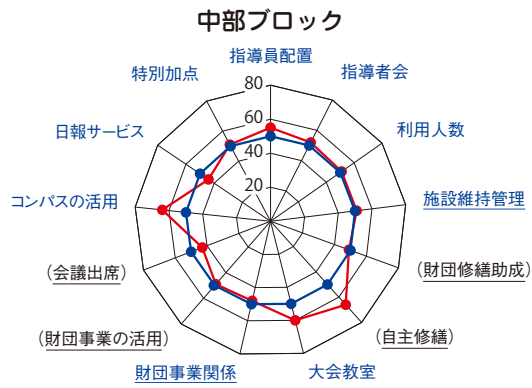 中部ブロック
指導員配置
特別加点
指導者会
80
60
40
20
日報サービス
利用人数
コンパスの活用
施設維持管理
(会議出席)
(財団修繕助成)
(財団事業の活用)
(自主修繕)
財団事業関係
大会教室